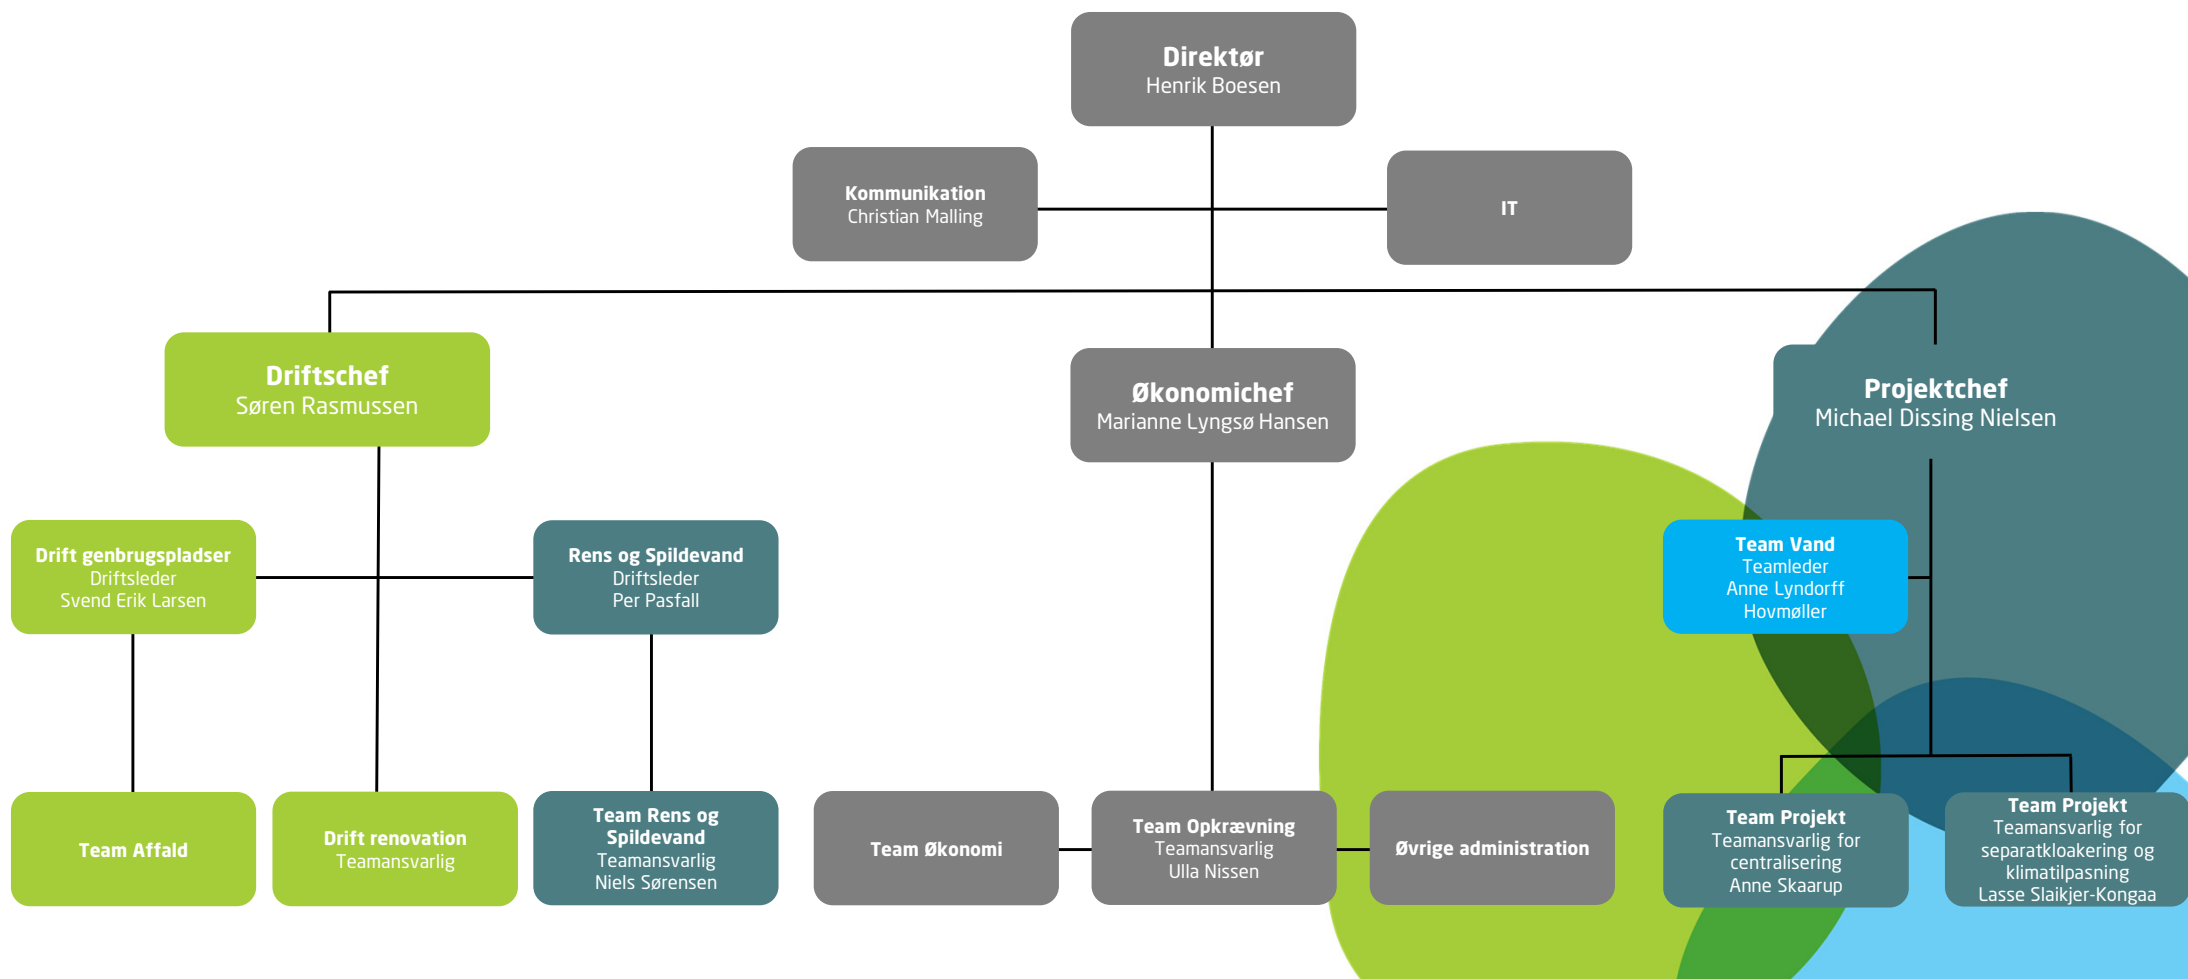 Direktør
Henrik Boesen
Kommunikation
Christian Malling
IT
Driftschef
Søren Rasmussen
Økonomichef
Marianne Lyngsø Hansen
Projektchef
Michael Dissing Nielsen
Drift genbrugspladser
Driftsleder
Svend Erik Larsen
Rens og Spildevand
Driftsleder
Per Pasfall
Team Vand
Teamleder
Anne Lyndorff
Hovmøller
Team Affald
Drift renovation
Teamansvarlig
Team Rens og
Spildevand
Teamansvarlig
Niels Sørensen
Team Økonomi
Team Opkrævning
Teamansvarlig
Ulla Nissen
Øvrige administration
Team Projekt
Teamansvarlig for
centralisering
Anne Skaarup
Team Projekt
Teamansvarlig for
separatkloakering og
klimatilpasning
Lasse Slaikjer-Kongaa